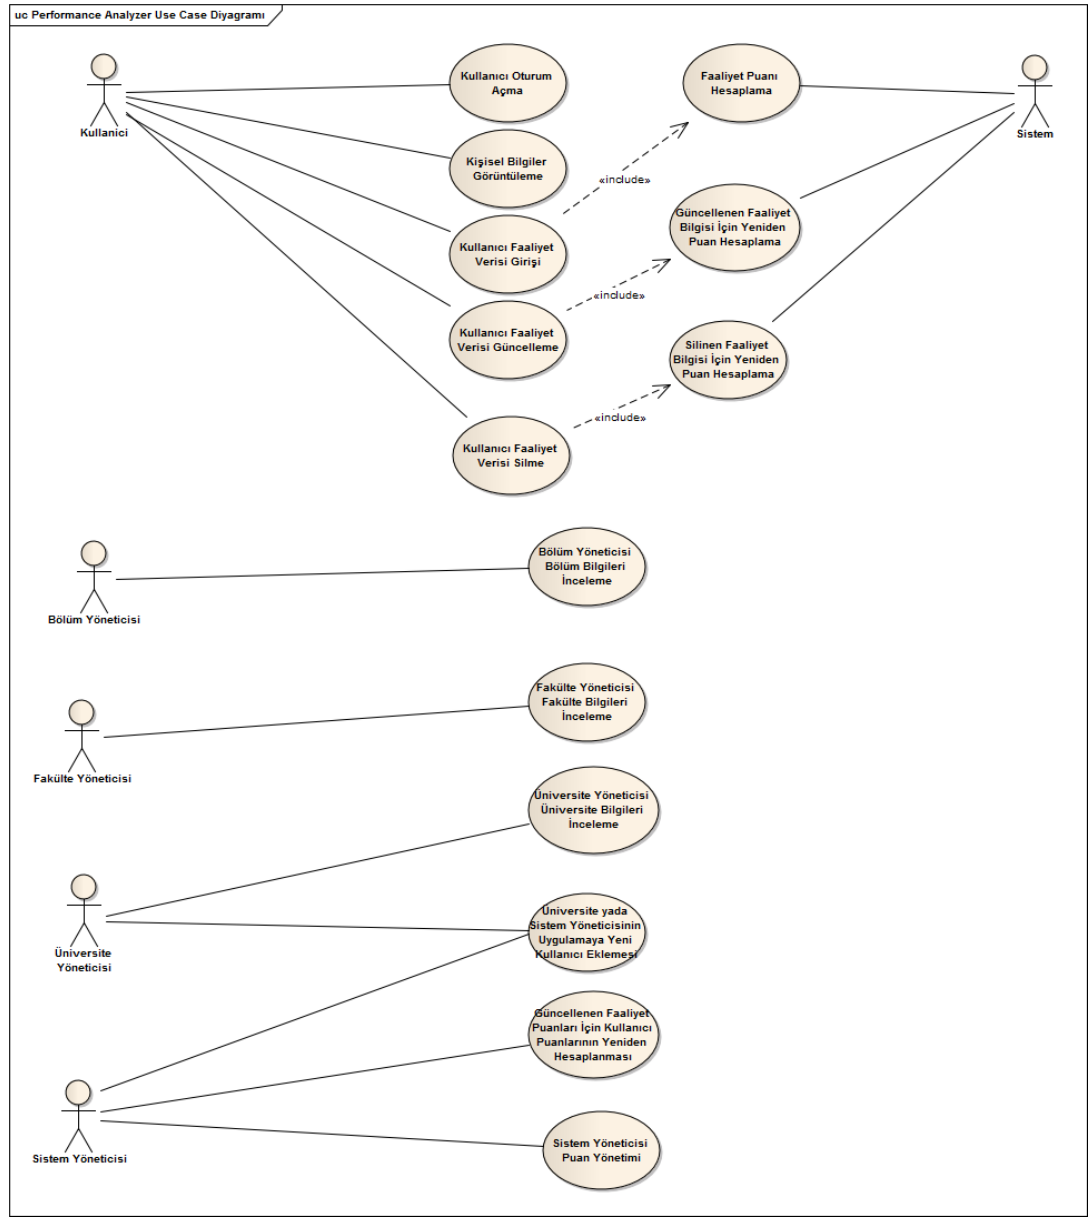 uc Performance Analyzer Use Case Diyagramı
Kullanici
Kullanıcı Oturum
Açma
Faaliyet Puanı
Hesaplama
Sistem
Kişisel Bilgiler
Görüntüleme
«include»
Kullanıcı Faaliyet
Verisi Girişi
Güncellenen Faaliyet
Bilgisi İçin Yeniden
Puan Hesaplama
«include»
Kullanıcı Faaliyet
Verisi Güncelleme
Silinen Faaliyet
Bilgisi İçin Yeniden
Puan Hesaplama
«include»
Kullanıcı Faaliyet
Verisi Silme
Bölüm Yöneticisi
Bölüm Yöneticisi
Bölüm Bilgileri
İnceleme
Fakülte Yöneticisi
Fakülte Yöneticisi
Fakülte Bilgileri
İnceleme
Üniversite Yöneticisi
Üniversite Bilgileri
İnceleme
Üniversite
Yöneticisi
Üniversite yada
Sistem Yöneticisinin
Uygulamaya Yeni
Kullanıcı Eklemesi
Güncellenen Faaliyet
Puanları İçin Kullanıcı
Puanlarının Yeniden
Hesaplanması
Sistem Yöneticisi
Sistem Yöneticisi
Puan Yönetimi